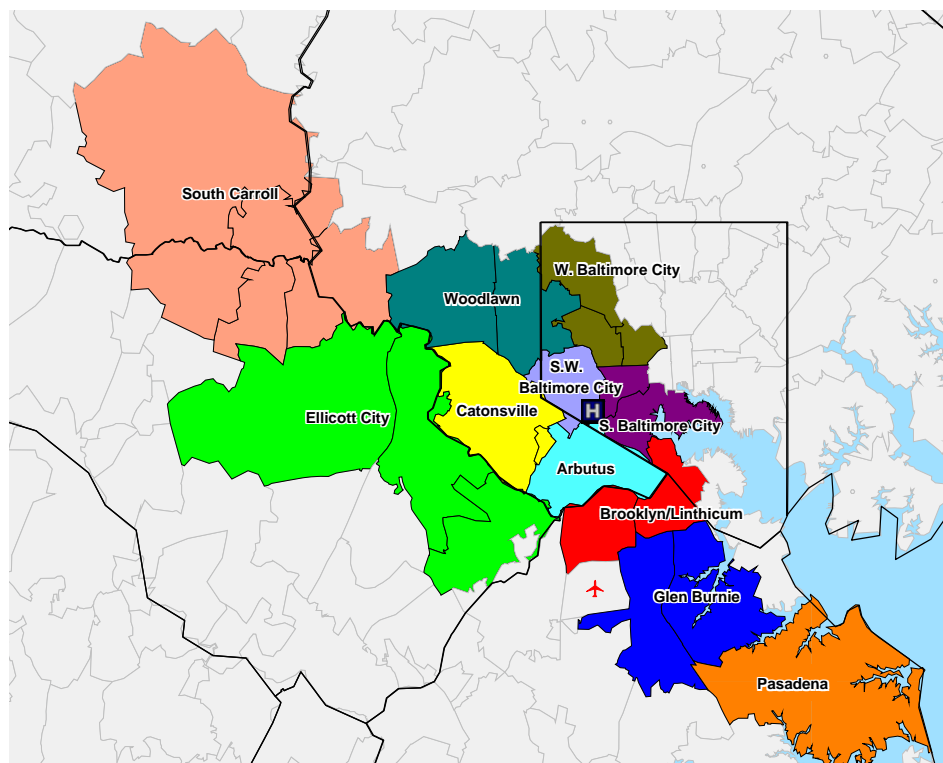 South Carroll
W. Baltimore City
Woodlawn
S.W.
Baltimore City
Catonsville
H
Ellicott City
S. Baltimore City
Arbutus
Brooklyn/Linthicum
Glen Burnie
Pasadena